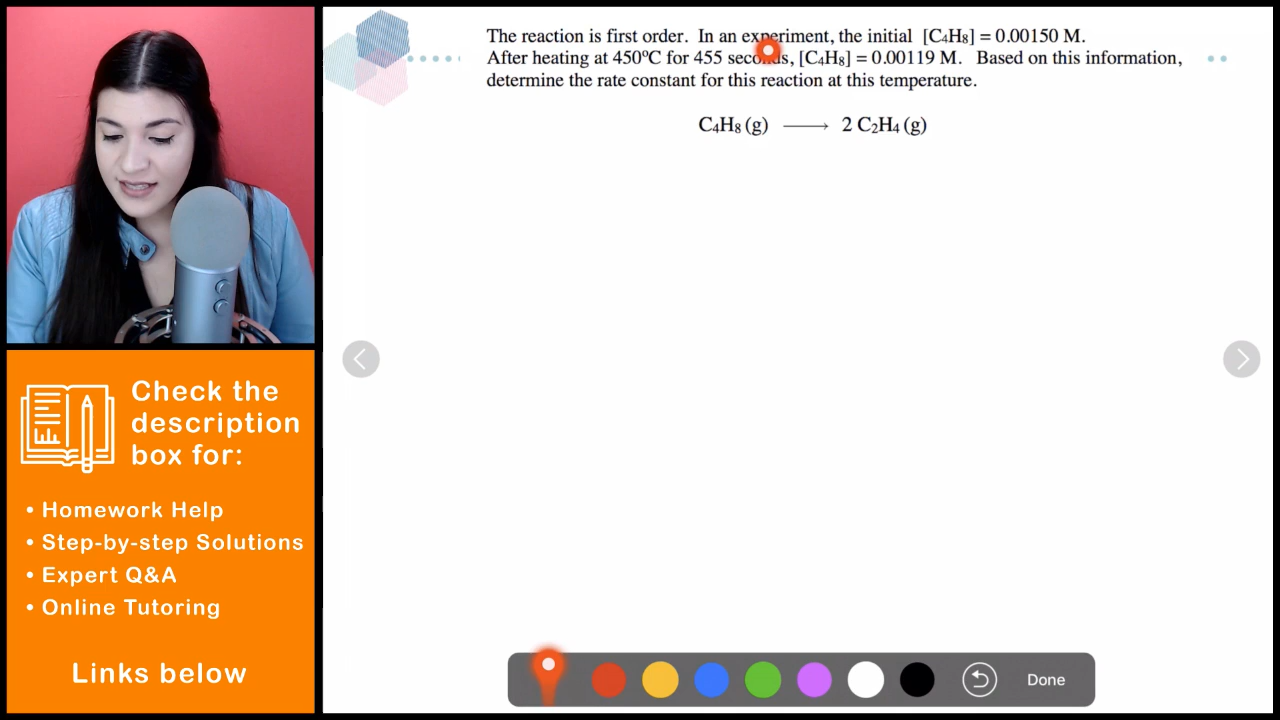 The reaction is first order. In an experiment, the initial [C₄H₈] = 0.00150 M.
After heating at 450ºC for 455 seconds, [C₄H₈] = 0.00119 M. Based on this information,
determine the rate constant for this reaction at this temperature.
C₄H₈ (g) ⟶ 2 C₂H₄ (g)
Check the
description
box for:
• Homework Help
• Step-by-step Solutions
• Expert Q&A
• Online Tutoring
Links below
Done